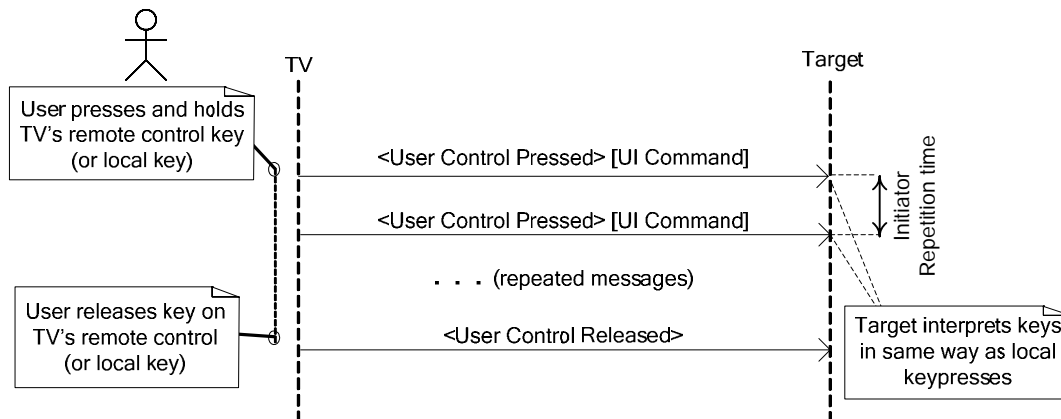 TV
Target
User presses and holds
TV's remote control key
(or local key)
<User Control Pressed> [UI Command]
Initiator
Repetition time
<User Control Pressed> [UI Command]
. . . (repeated messages)
User releases key on
TV's remote control
(or local key)
<User Control Released>
Target interprets keys
in same way as local
keypresses